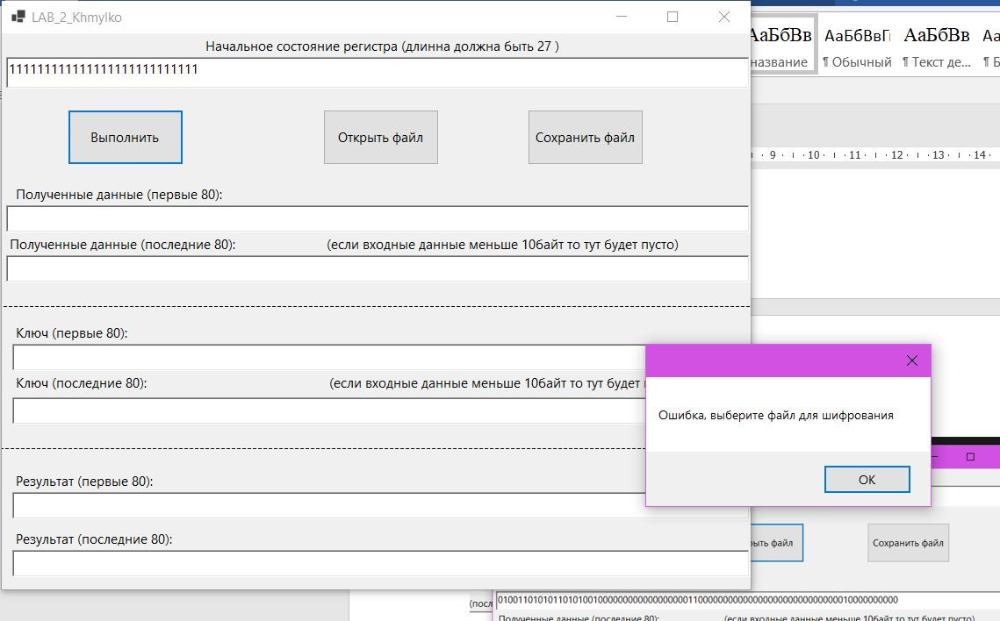 LAB_2_Khmylko
Начальное состояние регистра (длинна должна быть 27 )
111111111111111111111111111
Выполнить
Открыть файл
Сохранить файл
Полученные данные (первые 80):
Полученные данные (последние 80): (если входные данные меньше 10байт то тут будет пусто)
Ключ (первые 80):
Ключ (последние 80): (если входные данные меньше 10байт то тут будет
Результат (первые 80):
Результат (последние 80):
АаБбВв АаБбВвГг АаБбВв Аа
название ¶ Обычный ¶ Текст де... ¶ Б
9 10 11 12 13 14
Ошибка, выберите файл для шифрования
OK
рыть файл
Сохранить файл
(посл
Полученные данные (последние 80): (если входные данные меньше 10байт то тут будет пусто)